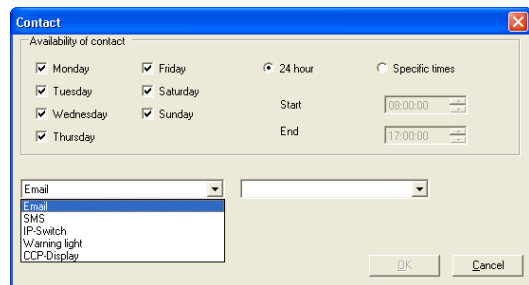 Contact
Availability of contact
Monday Friday 24 hour Specific times
Tuesday Saturday
Start 08:00:00
Wednesday Sunday
End 17:00:00
Thursday
Email
Email
SMS
IP-Switch
Warning light
CCP-Display
OK Cancel